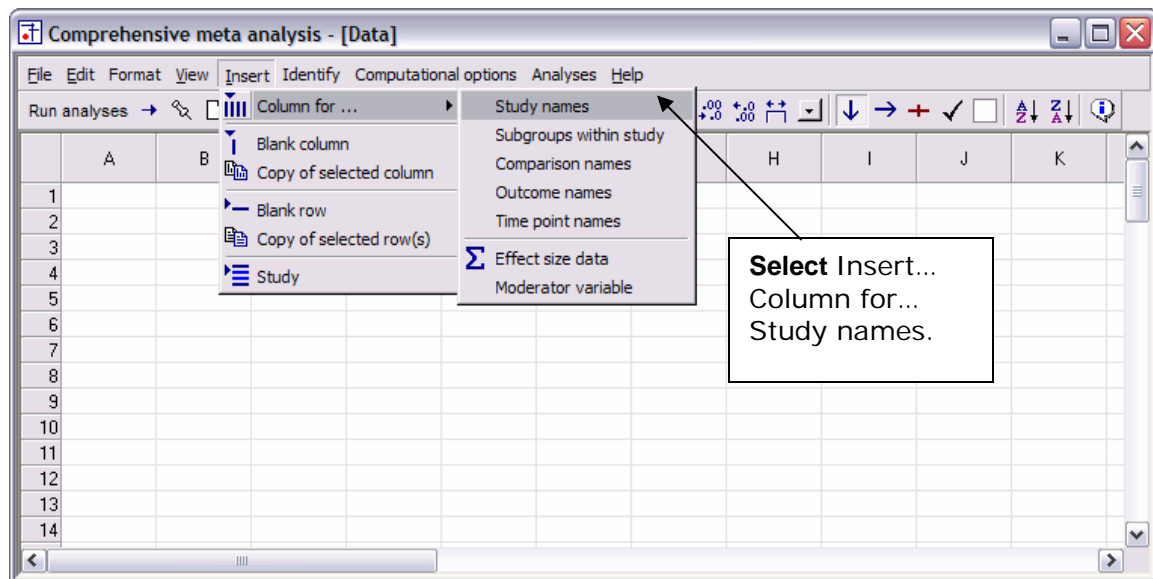 Comprehensive meta analysis - [Data]
File Edit Format View Insert Identify Computational options Analyses Help
Run analyses
Column for ...
Blank column
Copy of selected column
Blank row
Copy of selected row(s)
Study
Study names
Subgroups within study
Comparison names
Outcome names
Time point names
Effect size data
Moderator variable
A B H I J K
1
2
3
4
5
6
7
8
9
10
11
12
13
14
Select Insert...
Column for...
Study names.